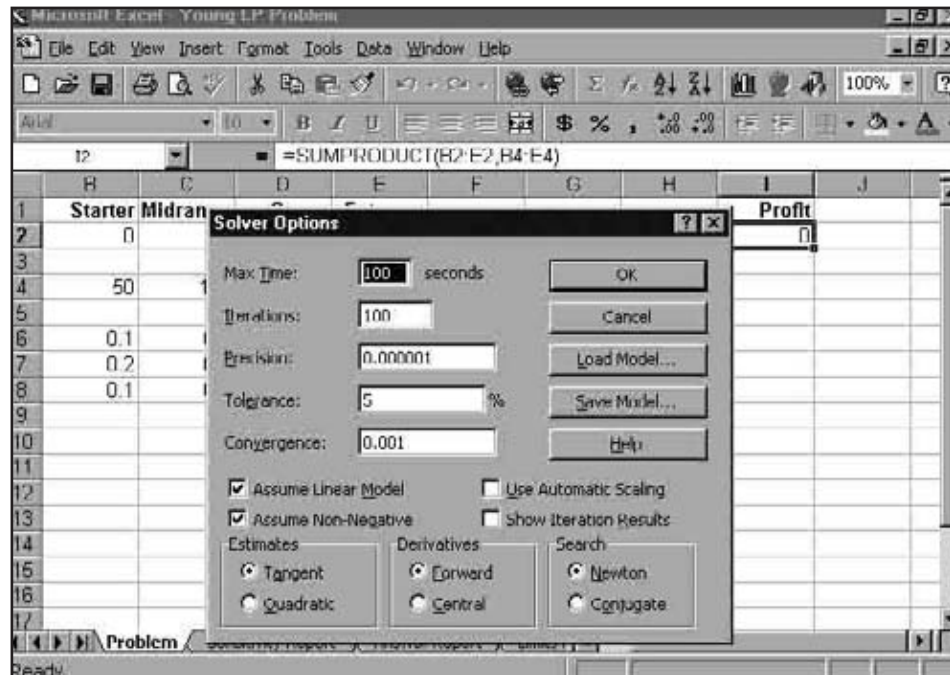 Microsoft Excel - Young LP Problem
File Edit View Insert Format Tools Data Window Help
100%
Arial 10 B I U $ % ,
I2 = =SUMPRODUCT(B2:E2,B4:E4)
B C D E F G H I J
1 Starter Midran Profit
2 0 0
3
4 50 1
5
6 0.1
7 0.2
8 0.1
9
10
11
12
13
14
15
16
17
Solver Options
Max Time: 100 seconds OK
Iterations: 100 Cancel
Precision: 0.000001 Load Model...
Tolerance: 5 % Save Model...
Convergence: 0.001 Help
Assume Linear Model Use Automatic Scaling
Assume Non-Negative Show Iteration Results
Estimates Derivatives Search
Tangent Forward Newton
Quadratic Central Conjugate
Problem
Ready